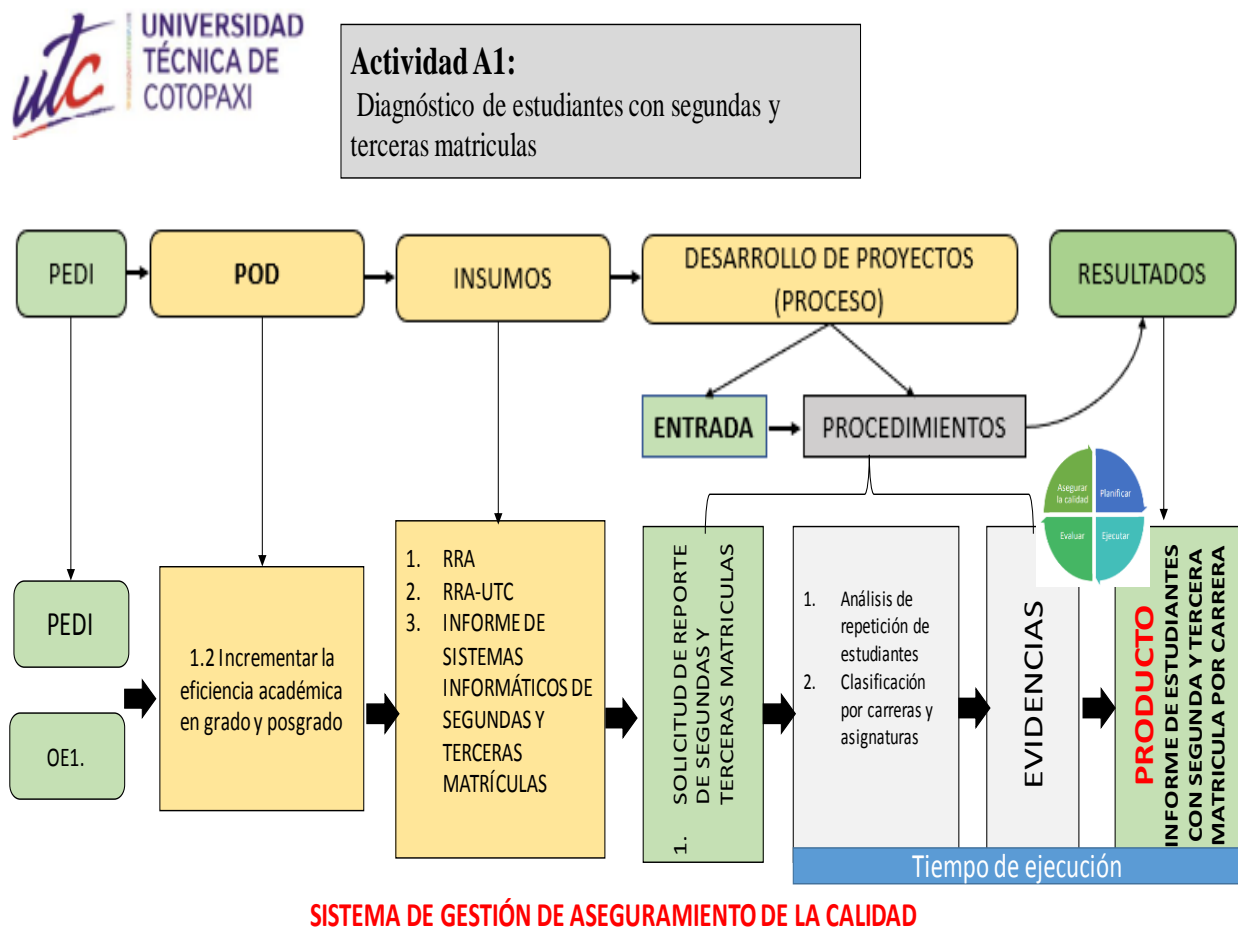 utc
UNIVERSIDAD
TÉCNICA DE
COTOPAXI
Actividad A1:
Diagnóstico de estudiantes con segundas y
terceras matriculas
PEDI
POD
INSUMOS
DESARROLLO DE PROYECTOS
(PROCESO)
RESULTADOS
ENTRADA
PROCEDIMIENTOS
Asegurar
la calidad
Planificar
Evaluar
Ejecutar
PEDI
OE1.
1.2 Incrementar la
eficiencia académica
en grado y posgrado
1. RRA
2. RRA-UTC
3. INFORME DE
SISTEMAS
INFORMÁTICOS DE
SEGUNDAS Y
TERCERAS
MATRÍCULAS
1. SOLICITUD DE REPORTE
DE SEGUNDAS Y
TERCERAS MATRICULAS
1. Análisis de
repetición de
estudiantes
2. Clasificación
por carreras y
asignaturas
EVIDENCIAS
PRODUCTO
INFORME DE ESTUDIANTES
CON SEGUNDA Y TERCERA
MATRICULA POR CARRERA
Tiempo de ejecución
SISTEMA DE GESTIÓN DE ASEGURAMIENTO DE LA CALIDAD